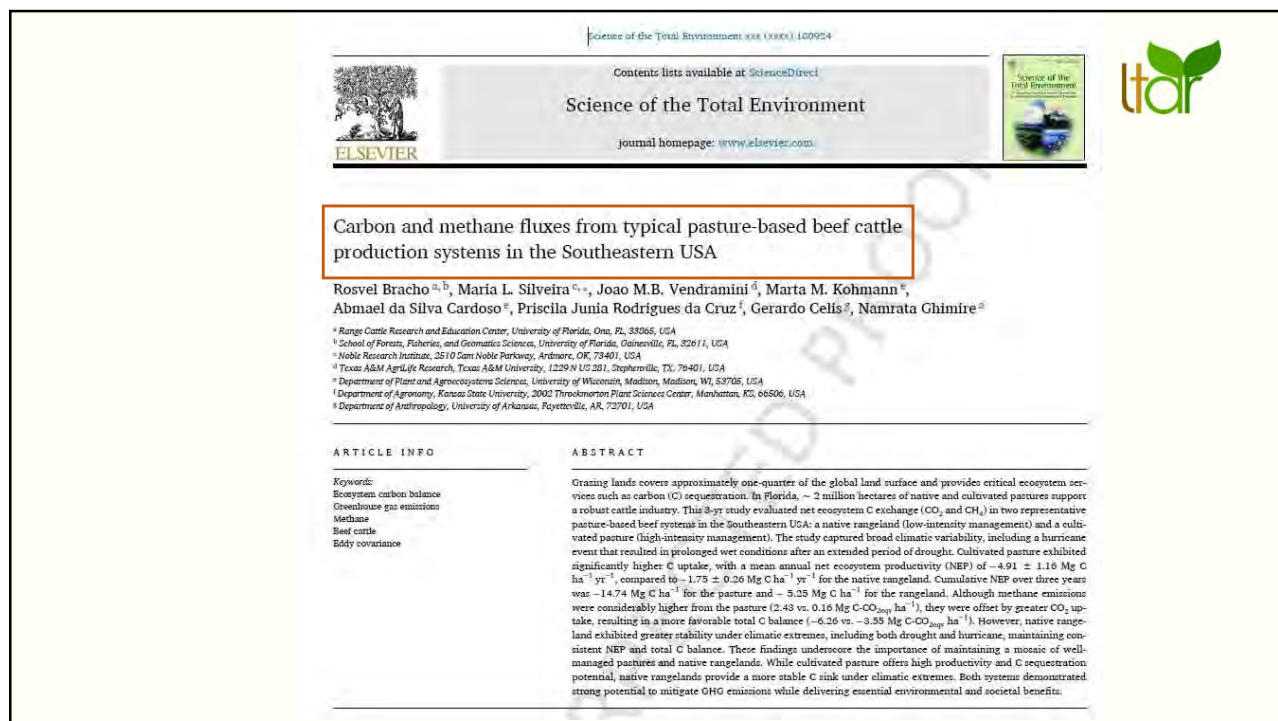 Science of the Total Environment xxx (xxxx) 180924
Contents lists available at ScienceDirect
Science of the Total Environment
journal homepage: www.elsevier.com
ELSEVIER
Science of the
Total Environment
ltar
Carbon and methane fluxes from typical pasture-based beef cattle
production systems in the Southeastern USA
Rosvel Bracho a, b, Maria L. Silveira c, *, Joao M.B. Vendramini d, Marta M. Kohmann e,
Abmael da Silva Cardoso e, Priscila Junia Rodrigues da Cruz f, Gerardo Celis g, Namrata Ghimire a
a Range Cattle Research and Education Center, University of Florida, Ona, FL, 33865, USA
b School of Forests, Fisheries, and Geomatics Sciences, University of Florida, Gainesville, FL, 32611, USA
c Noble Research Institute, 2510 Sam Noble Parkway, Ardmore, OK, 73401, USA
d Texas A&M AgriLife Research, Texas A&M University, 1229 N US 281, Stephenville, TX, 76401, USA
e Department of Plant and Agroecosystems Sciences, University of Wisconsin, Madison, Madison, WI, 53705, USA
f Department of Agronomy, Kansas State University, 2002 Throckmorton Plant Sciences Center, Manhattan, KS, 66506, USA
g Department of Anthropology, University of Arkansas, Fayetteville, AR, 72701, USA
ARTICLE INFO
Keywords:
Ecosystem carbon balance
Greenhouse gas emissions
Methane
Beef cattle
Eddy covariance
ABSTRACT
Grazing lands covers approximately one-quarter of the global land surface and provides critical ecosystem ser-
vices such as carbon (C) sequestration. In Florida, ~ 2 million hectares of native and cultivated pastures support
a robust cattle industry. This 3-yr study evaluated net ecosystem C exchange (CO₂ and CH₄) in two representative
pasture-based beef systems in the Southeastern USA: a native rangeland (low-intensity management) and a culti-
vated pasture (high-intensity management). The study captured broad climatic variability, including a hurricane
event that resulted in prolonged wet conditions after an extended period of drought. Cultivated pasture exhibited
significantly higher C uptake, with a mean annual net ecosystem productivity (NEP) of −4.91 ± 1.16 Mg C
ha⁻¹ yr⁻¹, compared to −1.75 ± 0.26 Mg C ha⁻¹ yr⁻¹ for the native rangeland. Cumulative NEP over three years
was −14.74 Mg C ha⁻¹ for the pasture and − 5.25 Mg C ha⁻¹ for the rangeland. Although methane emissions
were considerably higher from the pasture (2.43 vs. 0.16 Mg C-CO2eqv ha⁻¹), they were offset by greater CO₂ up-
take, resulting in a more favorable total C balance (−6.26 vs. −3.55 Mg C-CO2eqv ha⁻¹). However, native range-
land exhibited greater stability under climatic extremes, including both drought and hurricane, maintaining con-
sistent NEP and total C balance. These findings underscore the importance of maintaining a mosaic of well-
managed pastures and native rangelands. While cultivated pasture offers high productivity and C sequestration
potential, native rangelands provide a more stable C sink under climatic extremes. Both systems demonstrated
strong potential to mitigate GHG emissions while delivering essential environmental and societal benefits.